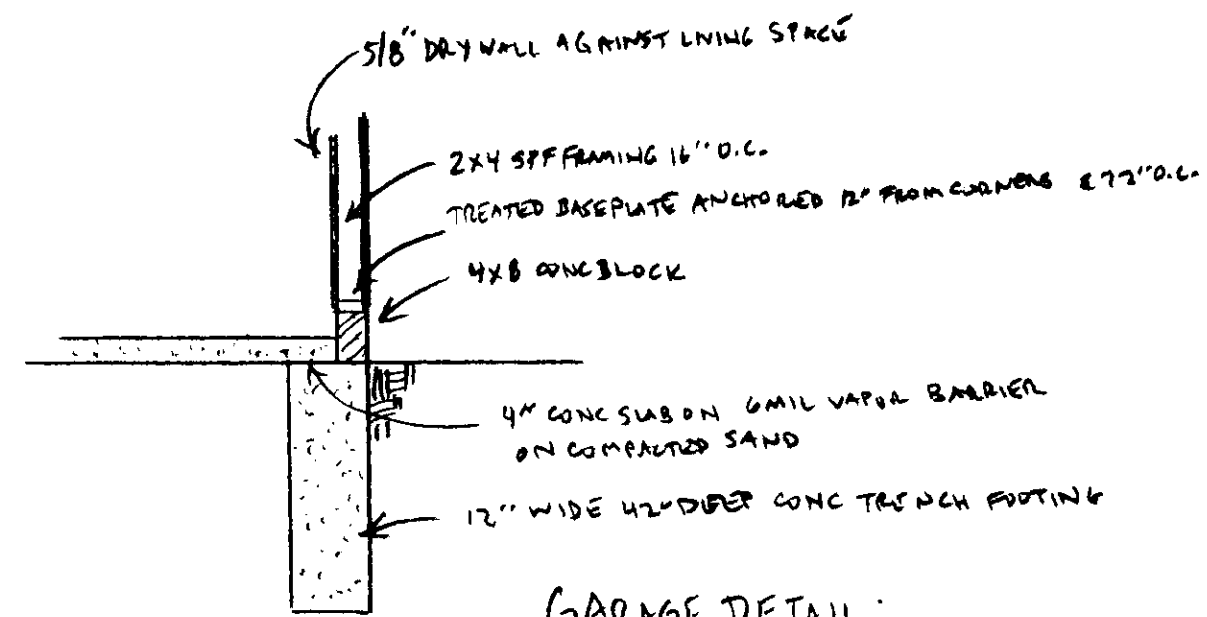 5/8" DRYWALL AGAINST LIVING SPACE
2X4 SPF FRAMING 16" O.C.
TREATED BASEPLATE ANCHORED 12" FROM CORNERS & 72" O.C.
4X8 CONC BLOCK
4" CONC SLAB ON 6MIL VAPOR BARRIER
ON COMPACTED SAND
12" WIDE 42" DEEP CONC TRENCH FOOTING
GARAGE DETAIL: